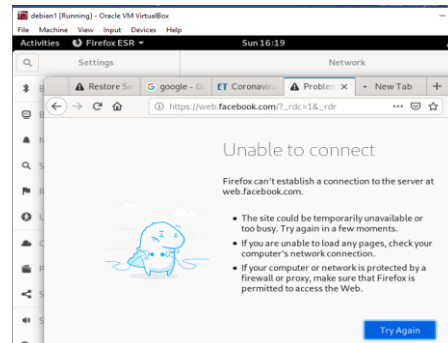 debian1 [Running] - Oracle VM VirtualBox
File Machine View Input Devices Help
Activities Firefox ESR Sun 16:19
Settings Network
Restore Se google - G ET Coronaviru Problem New Tab
https://web.facebook.com/?_rdc=1&_rdr
Unable to connect
Firefox can't establish a connection to the server at
web.facebook.com.
The site could be temporarily unavailable or
too busy. Try again in a few moments.
If you are unable to load any pages, check your
computer's network connection.
If your computer or network is protected by a
firewall or proxy, make sure that Firefox is
permitted to access the Web.
Try Again